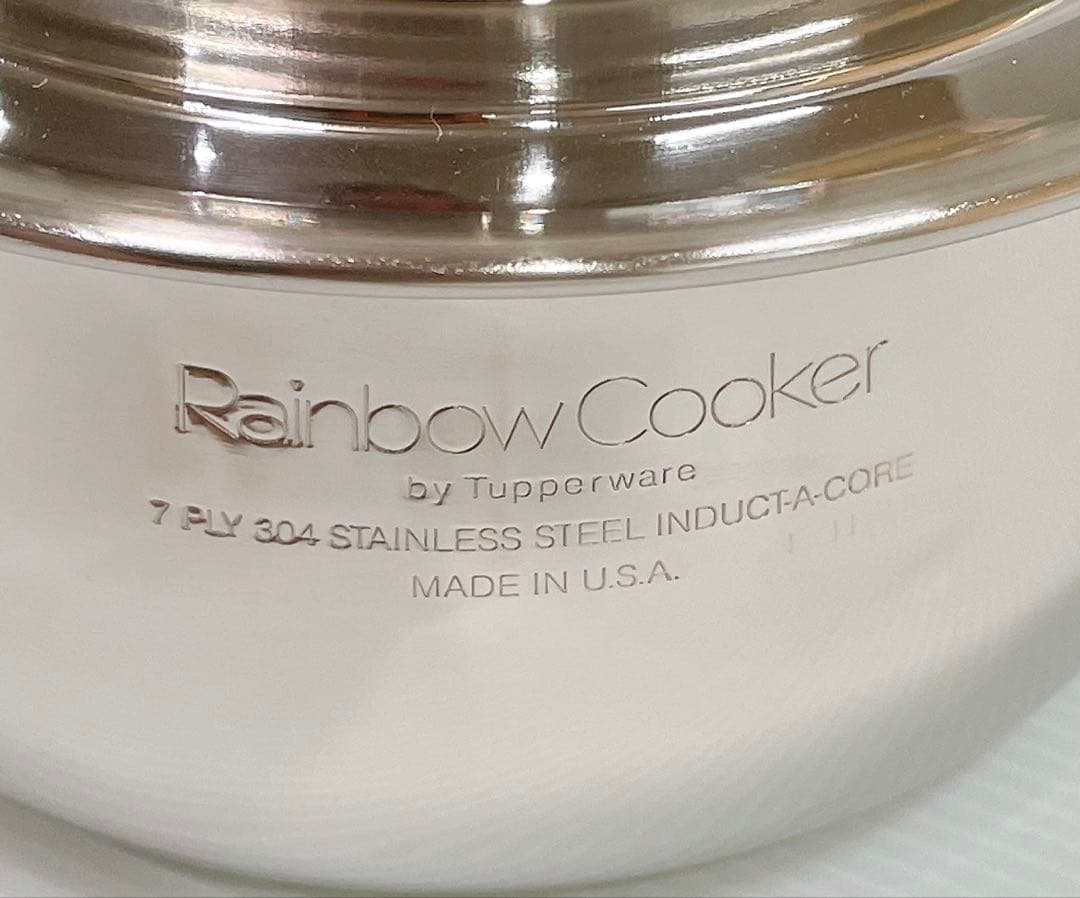 Rainbow Cooker
by Tupperware
7 PLY 304 STAINLESS STEEL INDUCT-A-CORE
MADE IN U.S.A.